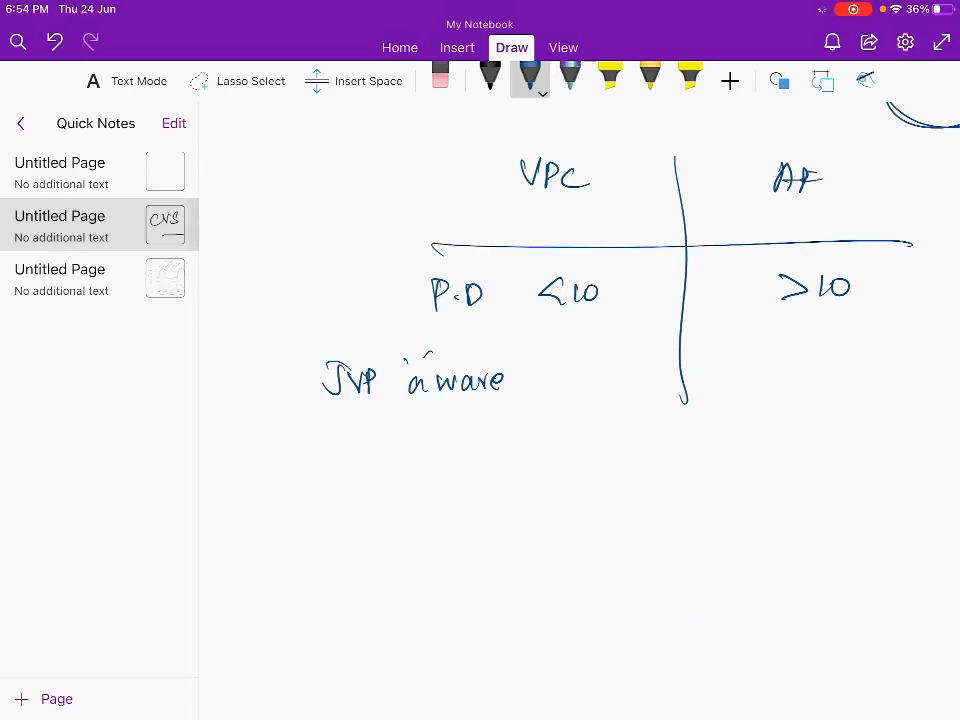 6:54 PM Thu 24 Jun
36%
My Notebook
Home Insert Draw View
Text Mode Lasso Select Insert Space
Quick Notes Edit
Untitled Page
No additional text
Untitled Page
No additional text
CNS
Untitled Page
No additional text
VPC AF
P.D <10 >10
JVP 'a' wave
Page